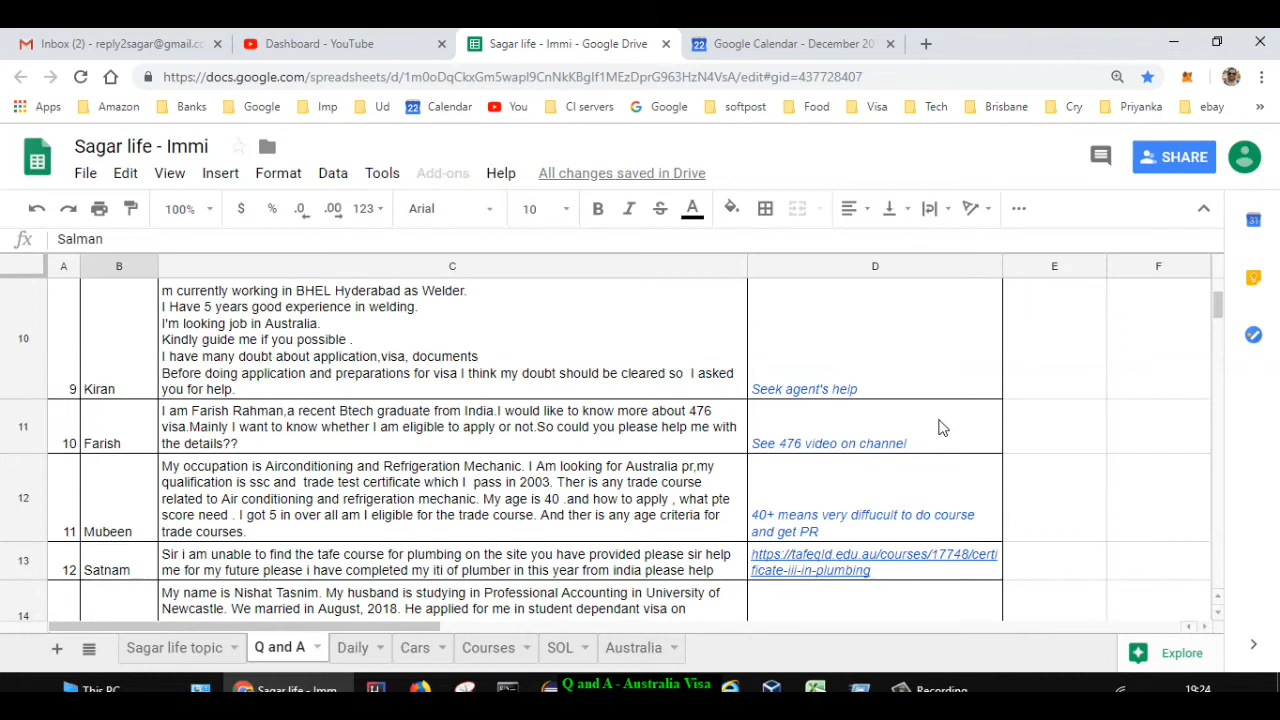 Inbox (2) - reply2sagar@gmail.cc
Dashboard - YouTube
Sagar life - Immi - Google Drive
Google Calendar - December 201
https://docs.google.com/spreadsheets/d/1m0oDqCkxGm5wapI9CnNkKBgIf1MEzDprG963HzN4VsA/edit#gid=437728407
Apps Amazon Banks Google Imp Ud 22 Calendar You CI servers Google softpost Food Visa Tech Brisbane Cry Priyanka ebay »
Sagar life - Immi
SHARE
File Edit View Insert Format Data Tools Add-ons Help All changes saved in Drive
100% $ % .0 .00 123 Arial 10 B I S A
fx Salman
A B C D E F
m currently working in BHEL Hyderabad as Welder.
I Have 5 years good experience in welding.
I'm looking job in Australia.
Kindly guide me if you possible .
I have many doubt about application,visa, documents
Before doing application and preparations for visa I think my doubt should be cleared so I asked
10 9 Kiran you for help. Seek agent's help
I am Farish Rahman,a recent Btech graduate from India.I would like to know more about 476
visa.Mainly I want to know whether I am eligible to apply or not.So could you please help me with
11 10 Farish the details?? See 476 video on channel
My occupation is Airconditioning and Refrigeration Mechanic. I Am looking for Australia pr,my
qualification is ssc and trade test certificate which I pass in 2003. Ther is any trade course
related to Air conditioning and refrigeration mechanic. My age is 40 .and how to apply , what pte
score need . I got 5 in over all am I eligible for the trade course. And ther is any age criteria for
12 11 Mubeen trade courses. 40+ means very diffucuit to do course
and get PR
Sir i am unable to find the tafe course for plumbing on the site you have provided please sir help
13 12 Satnam me for my future please i have completed my iti of plumber in this year from india please help
https://tafeqld.edu.au/courses/17748/certi
ficate-iii-in-plumbing
My name is Nishat Tasnim. My husband is studying in Professional Accounting in University of
14 Newcastle. We married in August, 2018. He applied for me in student dependant visa on
Sagar life topic Q and A Daily Cars Courses SOL Australia
Explore
This PC
Sagar life - Imm
Q and A - Australia Visa
Recording
19:24